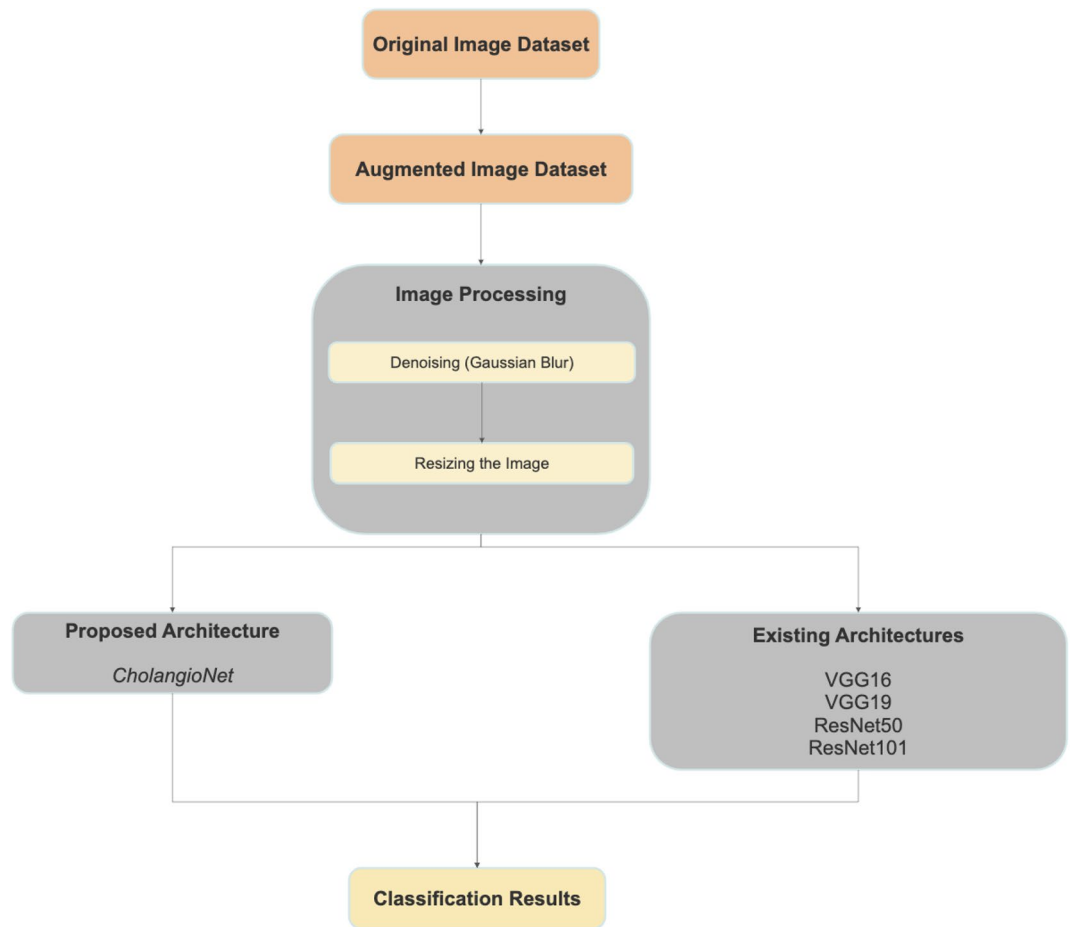 Original Image Dataset
Augmented Image Dataset
Image Processing
Denoising (Gaussian Blur)
Resizing the Image
Proposed Architecture
CholangioNet
Existing Architectures
VGG16
VGG19
ResNet50
ResNet101
Classification Results